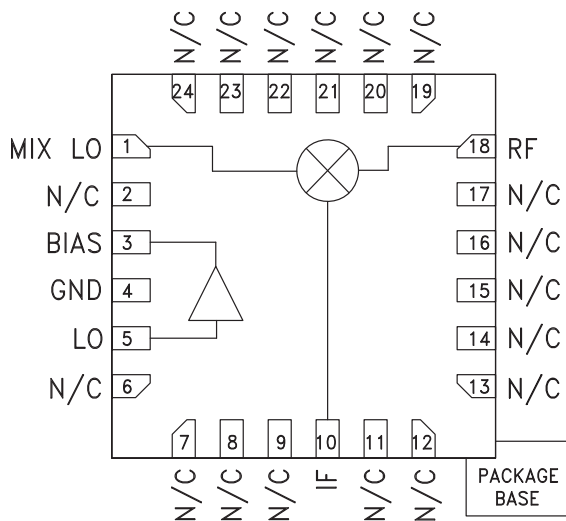 N/C N/C N/C N/C N/C N/C
24 23 22 21 20 19
MIX LO 1 18 RF
N/C 2 17 N/C
BIAS 3 16 N/C
GND 4 15 N/C
LO 5 14 N/C
N/C 6 13 N/C
7 8 9 10 11 12
N/C N/C N/C IF N/C N/C
PACKAGE
BASE